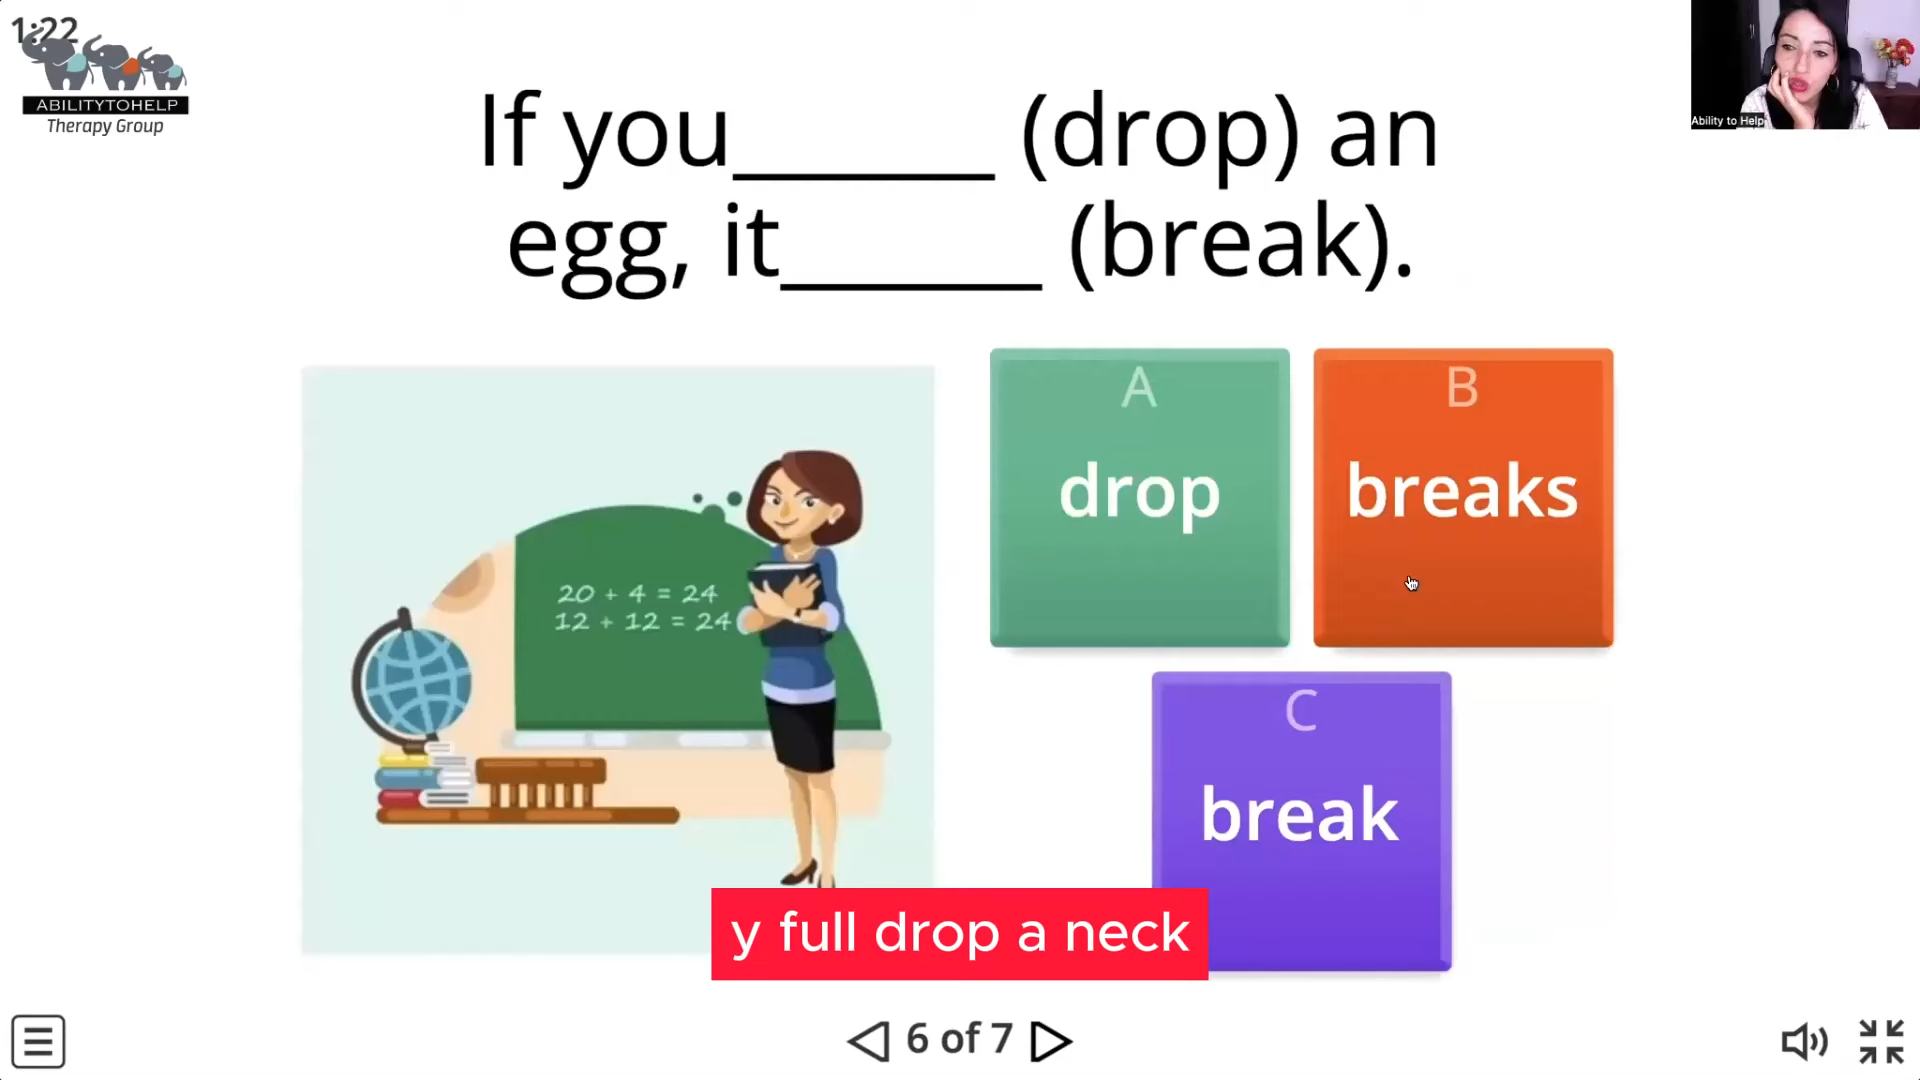 1:22
ABILITYTOHELP
Therapy Group
Ability to Help
If you______ (drop) an
egg, it______ (break).
20 + 4 = 24
12 + 12 = 24
A
drop
B
breaks
C
break
y full drop a neck
6 of 7